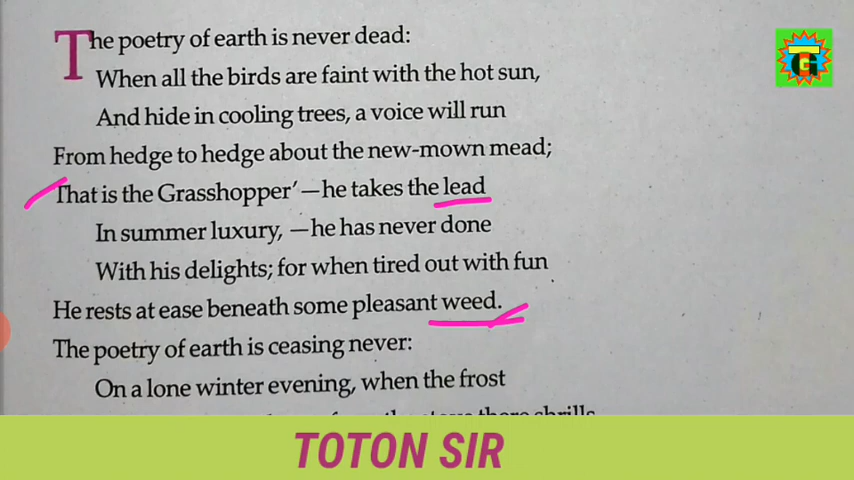 The poetry of earth is never dead:
When all the birds are faint with the hot sun,
And hide in cooling trees, a voice will run
From hedge to hedge about the new-mown mead;
That is the Grasshopper’—he takes the lead
In summer luxury, —he has never done
With his delights; for when tired out with fun
He rests at ease beneath some pleasant weed.
The poetry of earth is ceasing never:
On a lone winter evening, when the frost
shrills
TOTON SIR